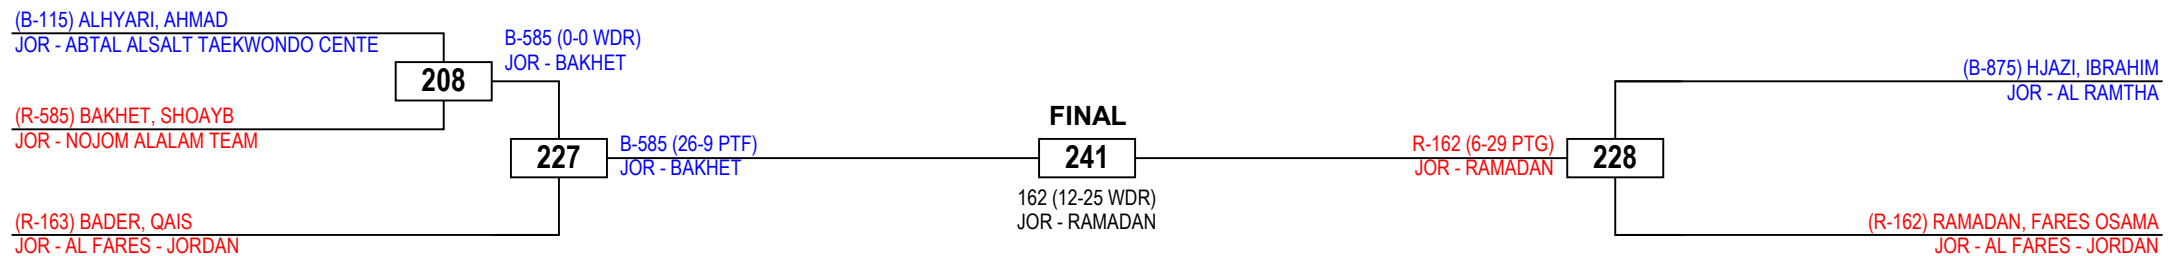 (B-115) ALHYARI, AHMAD
JOR - ABTAL ALSALT TAEKWONDO CENTE
208
(R-585) BAKHET, SHOAYB
JOR - NOJOM ALALAM TEAM
B-585 (0-0 WDR)
JOR - BAKHET
227
(R-163) BADER, QAIS
JOR - AL FARES - JORDAN
B-585 (26-9 PTF)
JOR - BAKHET
FINAL
241
162 (12-25 WDR)
JOR - RAMADAN
R-162 (6-29 PTG)
JOR - RAMADAN
228
(B-875) HJAZI, IBRAHIM
JOR - AL RAMTHA
(R-162) RAMADAN, FARES OSAMA
JOR - AL FARES - JORDAN